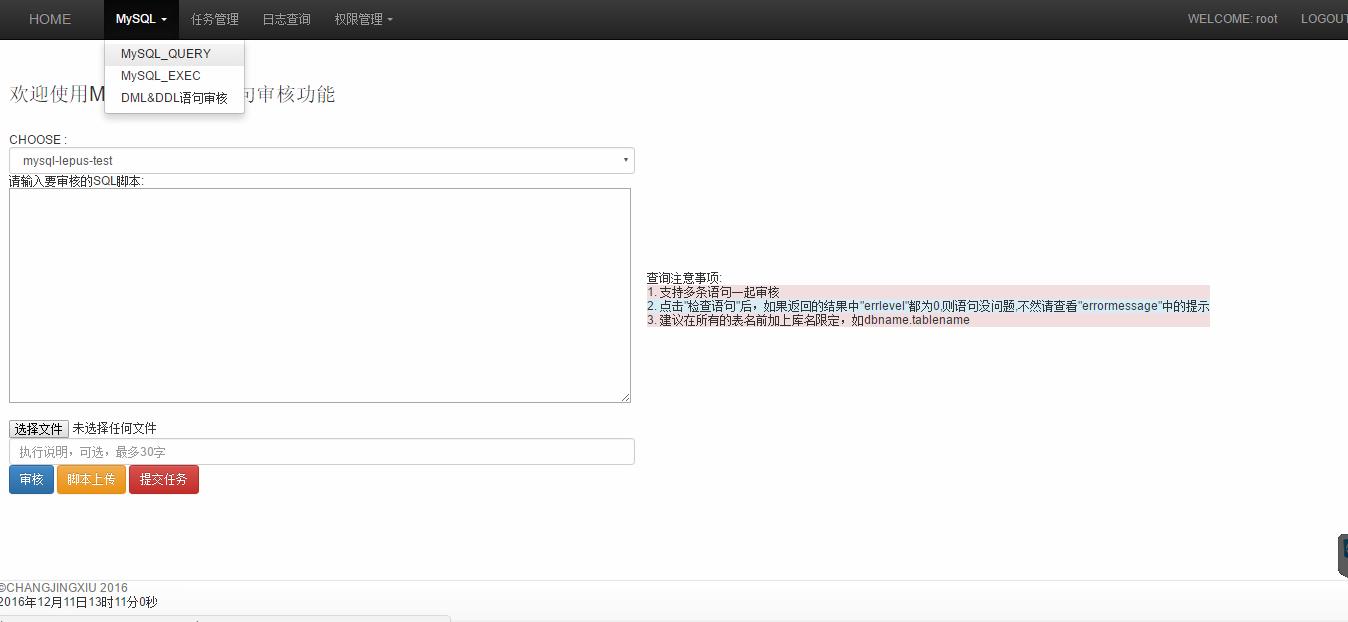 HOME MySQL 任务管理 日志查询 权限管理 WELCOME: root LOGOUT
MySQL_QUERY
MySQL_EXEC
DML&DDL语句审核
欢迎使用M 句审核功能
CHOOSE :
mysql-lepus-test
请输入要审核的SQL脚本:
查询注意事项:
1. 支持多条语句一起审核
2. 点击"检查语句"后，如果返回的结果中"errlevel"都为0,则语句没问题,不然请查看"errormessage"中的提示
3. 建议在所有的表名前加上库名限定，如dbname.tablename
选择文件 未选择任何文件
执行说明，可选，最多30字
审核 脚本上传 提交任务
©CHANGJINGXIU 2016
2016年12月11日13时11分0秒